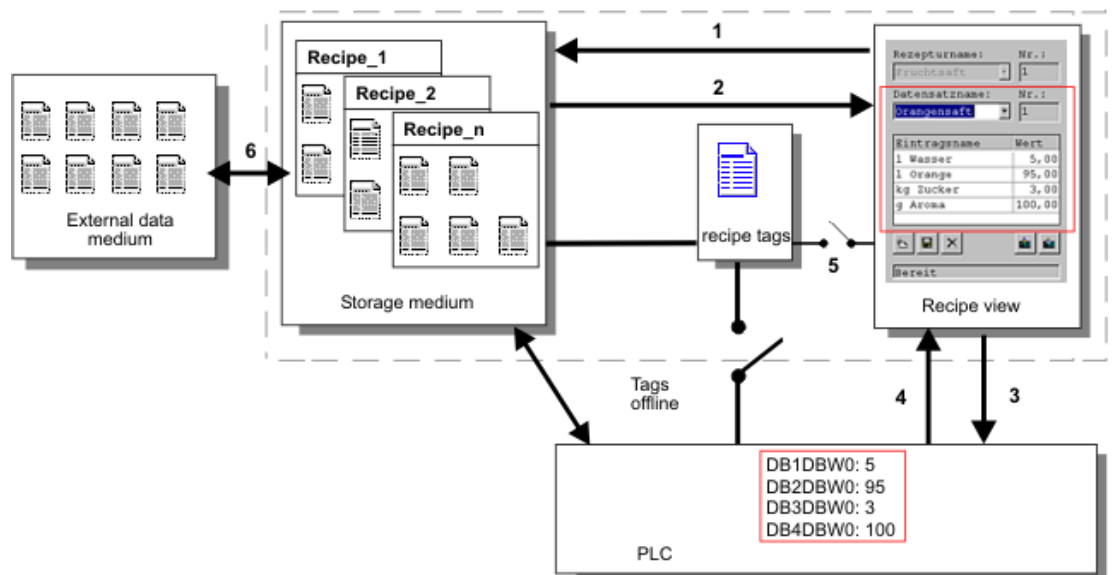 1
Recipe_1
Recipe_2
Recipe_n
2
6
External data
medium
Storage medium
recipe tags
5
Rezepturname:
Nr.:
Fruchtsaft
1
Datensatzname:
Nr.:
Orangensaft
1
Eintragsname
Wert
l Wasser
5,00
l Orange
95,00
kg Zucker
3,00
g Aroma
100,00
Bereit
Recipe view
Tags
offline
4
3
DB1DBW0: 5
DB2DBW0: 95
DB3DBW0: 3
DB4DBW0: 100
PLC